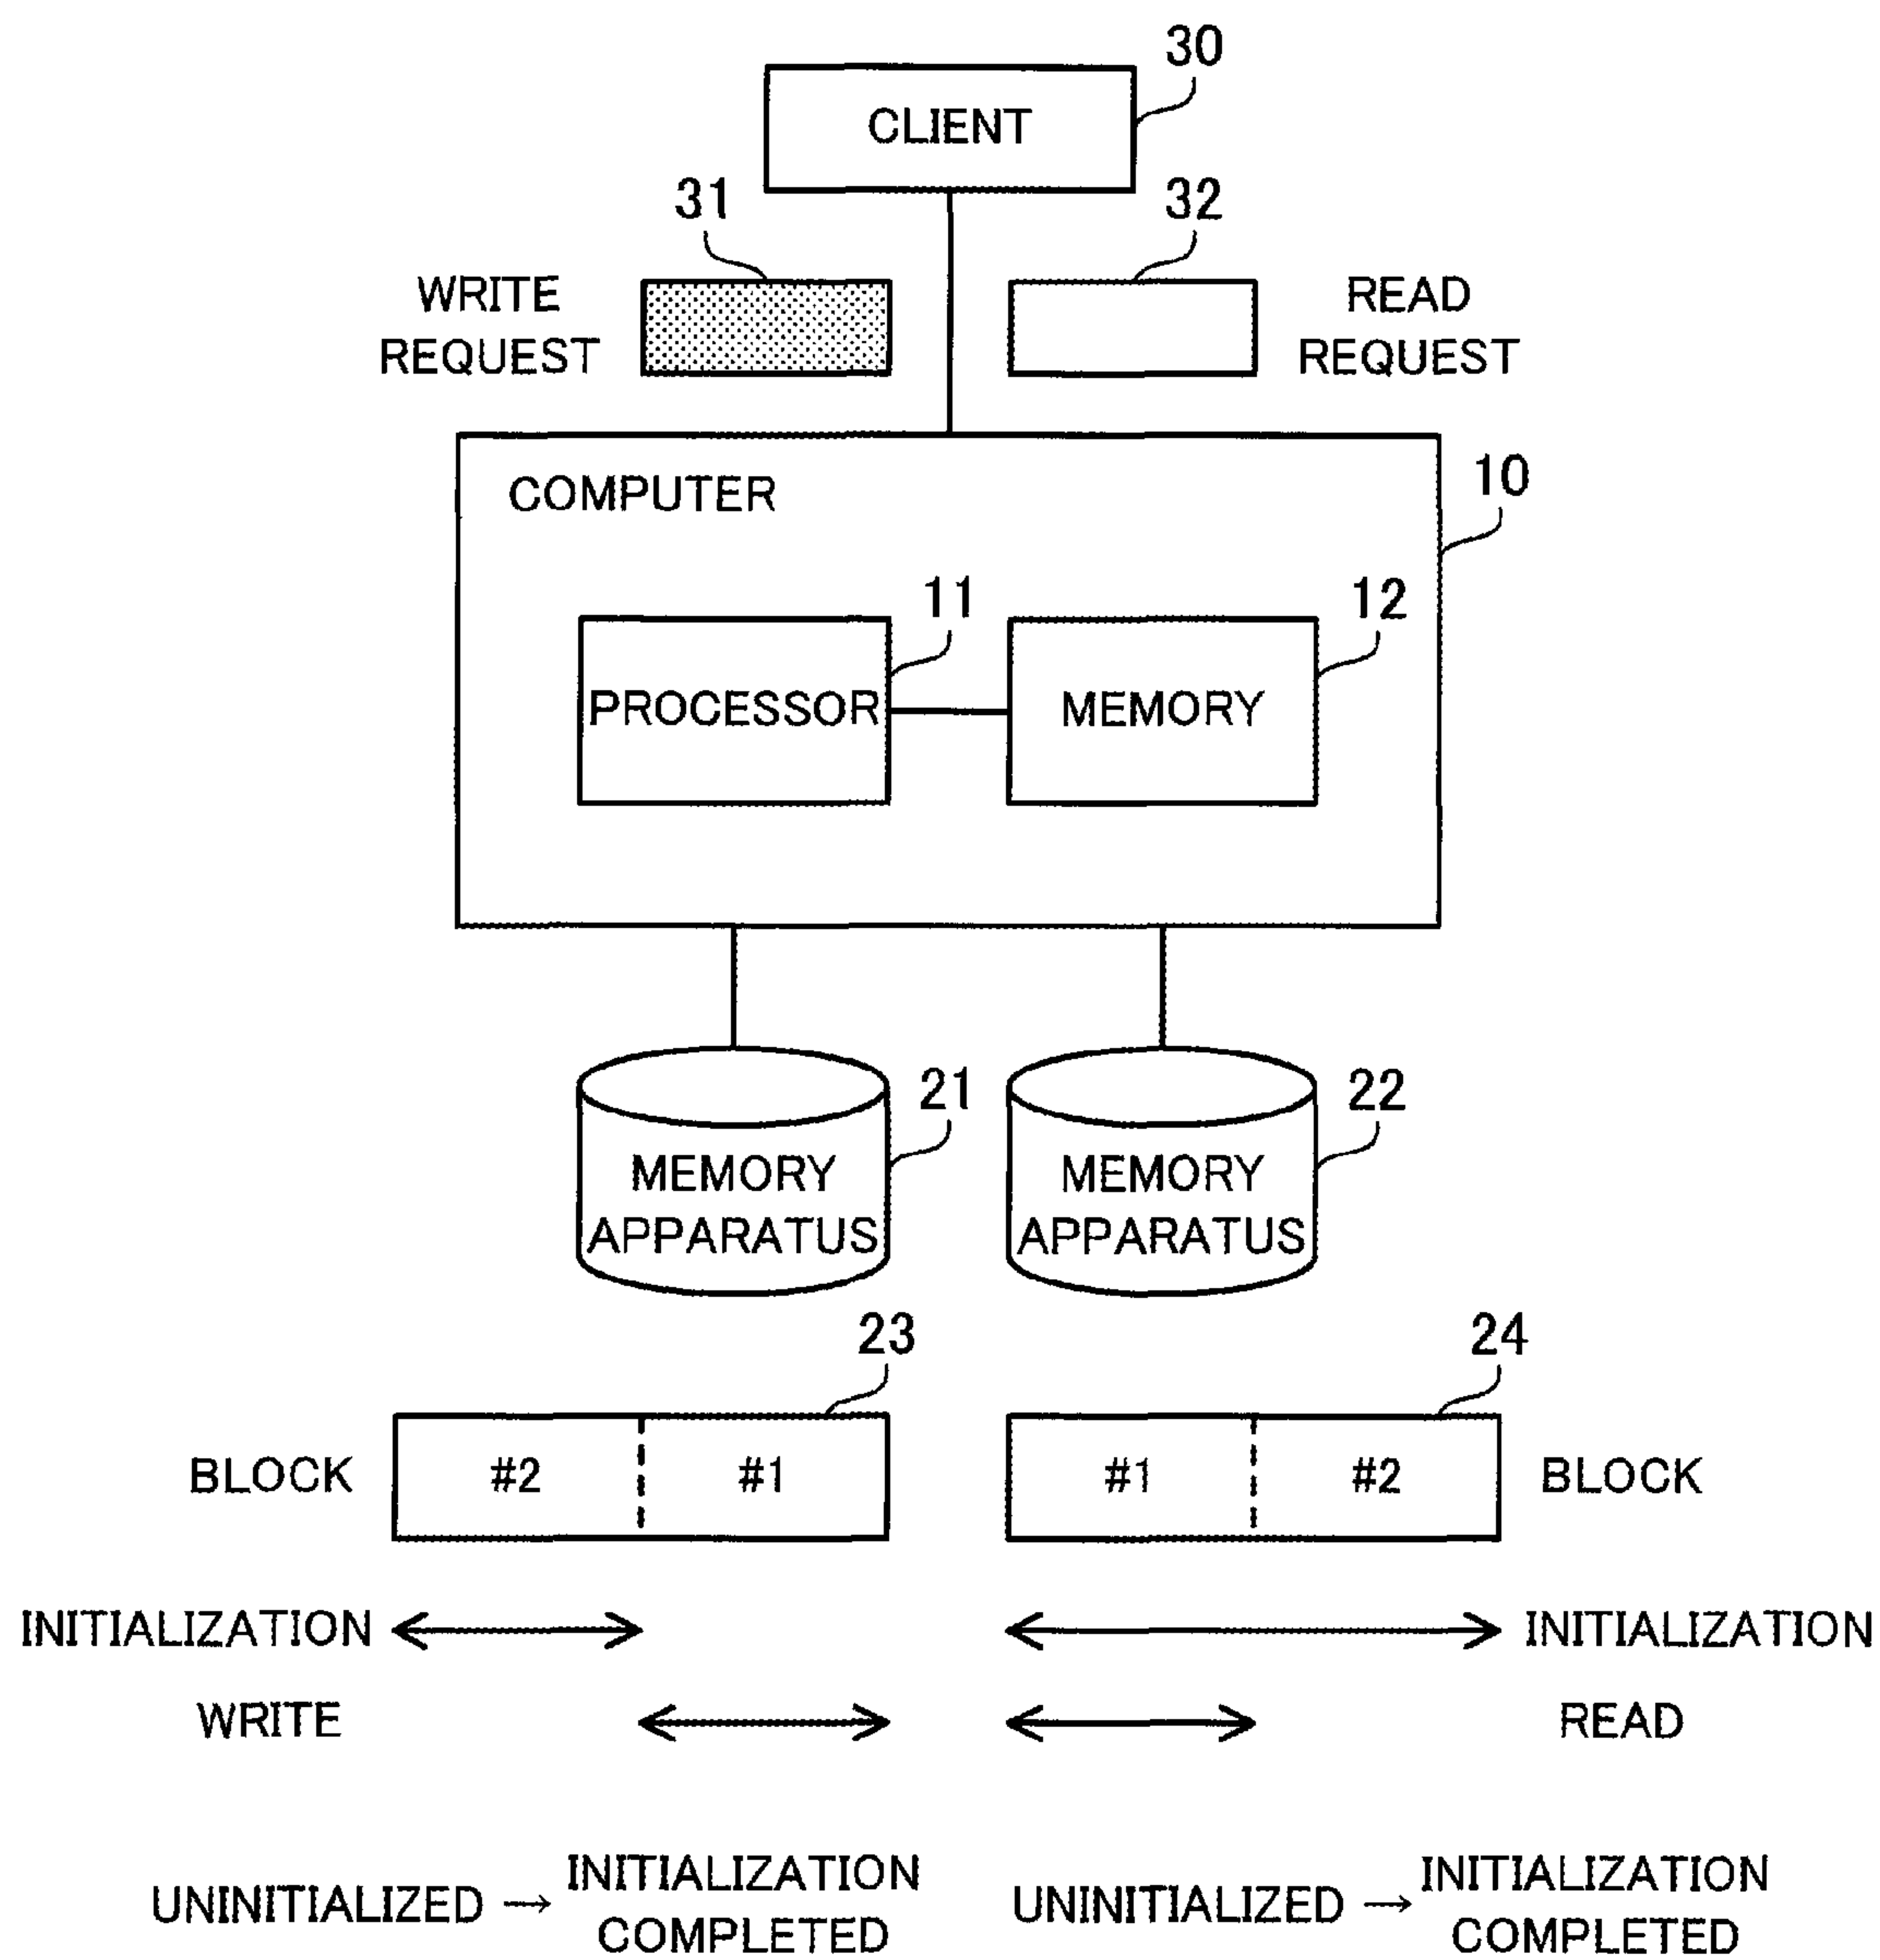 30
CLIENT
31
32
WRITE
REQUEST
READ
REQUEST
COMPUTER
10
11
12
PROCESSOR
MEMORY
21
22
MEMORY
APPARATUS
MEMORY
APPARATUS
23
24
BLOCK
#2
#1
#1
#2
BLOCK
INITIALIZATION
INITIALIZATION
WRITE
READ
UNINITIALIZED →
INITIALIZATION
COMPLETED
UNINITIALIZED →
INITIALIZATION
COMPLETED